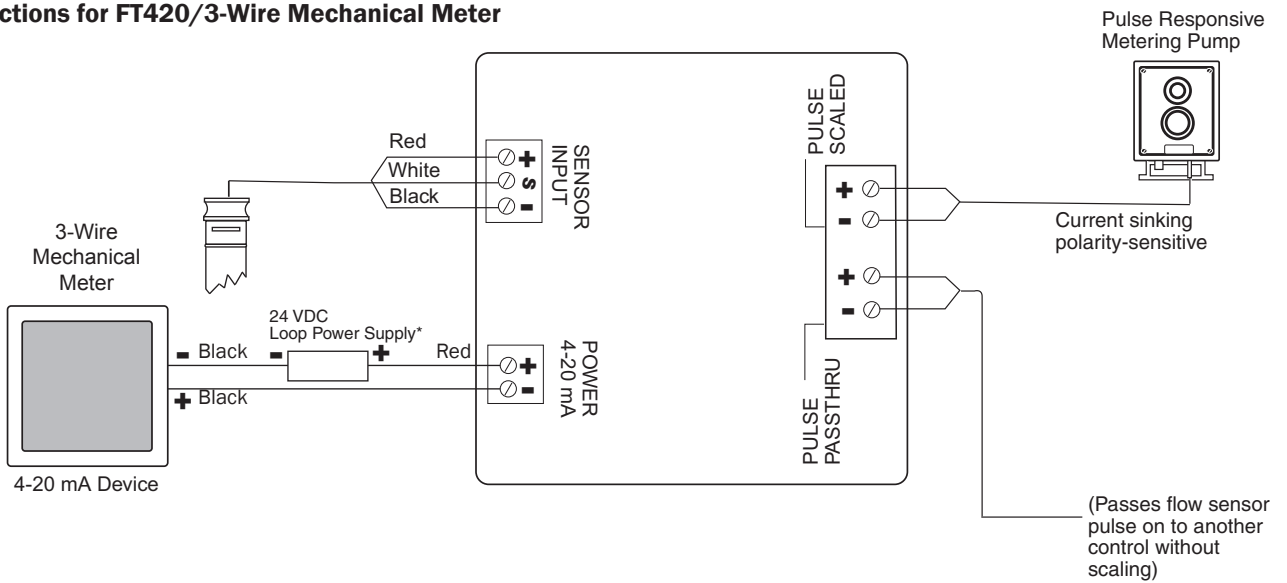 ctions for FT420/3-Wire Mechanical Meter
Pulse Responsive
Metering Pump
PULSE
SCALED
Red
White
Black
+
S
-
SENSOR
INPUT
+
-
+
-
Current sinking
polarity-sensitive
3-Wire
Mechanical
Meter
24 VDC
Loop Power Supply*
- Black
- +
Red
+ Black
+
-
POWER
4-20 mA
PULSE
PASSTHRU
4-20 mA Device
(Passes flow sensor
pulse on to another
control without
scaling)